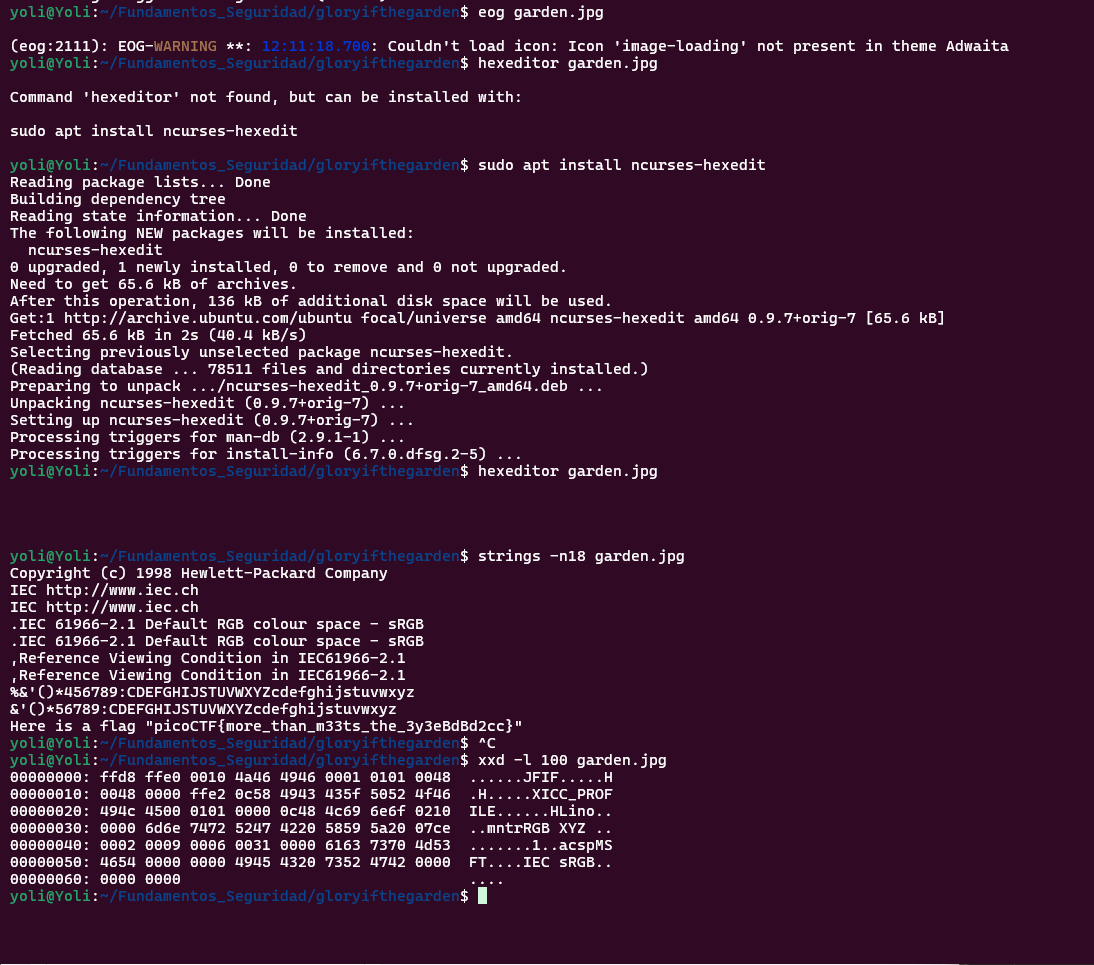 yoli@Yoli:~/Fundamentos_Seguridad/gloryifthegarden$ eog garden.jpg
(eog:2111): EOG-WARNING **: 12:11:18.700: Couldn't load icon: Icon 'image-loading' not present in theme Adwaita
yoli@Yoli:~/Fundamentos_Seguridad/gloryifthegarden$ hexeditor garden.jpg
Command 'hexeditor' not found, but can be installed with:
sudo apt install ncurses-hexedit
yoli@Yoli:~/Fundamentos_Seguridad/gloryifthegarden$ sudo apt install ncurses-hexedit
Reading package lists... Done
Building dependency tree
Reading state information... Done
The following NEW packages will be installed:
  ncurses-hexedit
0 upgraded, 1 newly installed, 0 to remove and 0 not upgraded.
Need to get 65.6 kB of archives.
After this operation, 136 kB of additional disk space will be used.
Get:1 http://archive.ubuntu.com/ubuntu focal/universe amd64 ncurses-hexedit amd64 0.9.7+orig-7 [65.6 kB]
Fetched 65.6 kB in 2s (40.4 kB/s)
Selecting previously unselected package ncurses-hexedit.
(Reading database ... 78511 files and directories currently installed.)
Preparing to unpack .../ncurses-hexedit_0.9.7+orig-7_amd64.deb ...
Unpacking ncurses-hexedit (0.9.7+orig-7) ...
Setting up ncurses-hexedit (0.9.7+orig-7) ...
Processing triggers for man-db (2.9.1-1) ...
Processing triggers for install-info (6.7.0.dfsg.2-5) ...
yoli@Yoli:~/Fundamentos_Seguridad/gloryifthegarden$ hexeditor garden.jpg
yoli@Yoli:~/Fundamentos_Seguridad/gloryifthegarden$ strings -n18 garden.jpg
Copyright (c) 1998 Hewlett-Packard Company
IEC http://www.iec.ch
IEC http://www.iec.ch
.IEC 61966-2.1 Default RGB colour space - sRGB
.IEC 61966-2.1 Default RGB colour space - sRGB
,Reference Viewing Condition in IEC61966-2.1
,Reference Viewing Condition in IEC61966-2.1
%&'()*456789:CDEFGHIJSTUVWXYZcdefghijstuvwxyz
&'()*56789:CDEFGHIJSTUVWXYZcdefghijstuvwxyz
Here is a flag "picoCTF{more_than_m33ts_the_3y3eBdBd2cc}"
yoli@Yoli:~/Fundamentos_Seguridad/gloryifthegarden$ ^C
yoli@Yoli:~/Fundamentos_Seguridad/gloryifthegarden$ xxd -l 100 garden.jpg
00000000: ffd8 ffe0 0010 4a46 4946 0001 0101 0048  ......JFIF.....H
00000010: 0048 0000 ffe2 0c58 4943 435f 5052 4f46  .H.....XICC_PROF
00000020: 494c 4500 0101 0000 0c48 4c69 6e6f 0210  ILE......HLino..
00000030: 0000 6d6e 7472 5247 4220 5859 5a20 07ce  ..mntrRGB XYZ ..
00000040: 0002 0009 0006 0031 0000 6163 7370 4d53  .......1..acspMS
00000050: 4654 0000 0000 4945 4320 7352 4742 0000  FT....IEC sRGB..
00000060: 0000 0000                                ....
yoli@Yoli:~/Fundamentos_Seguridad/gloryifthegarden$